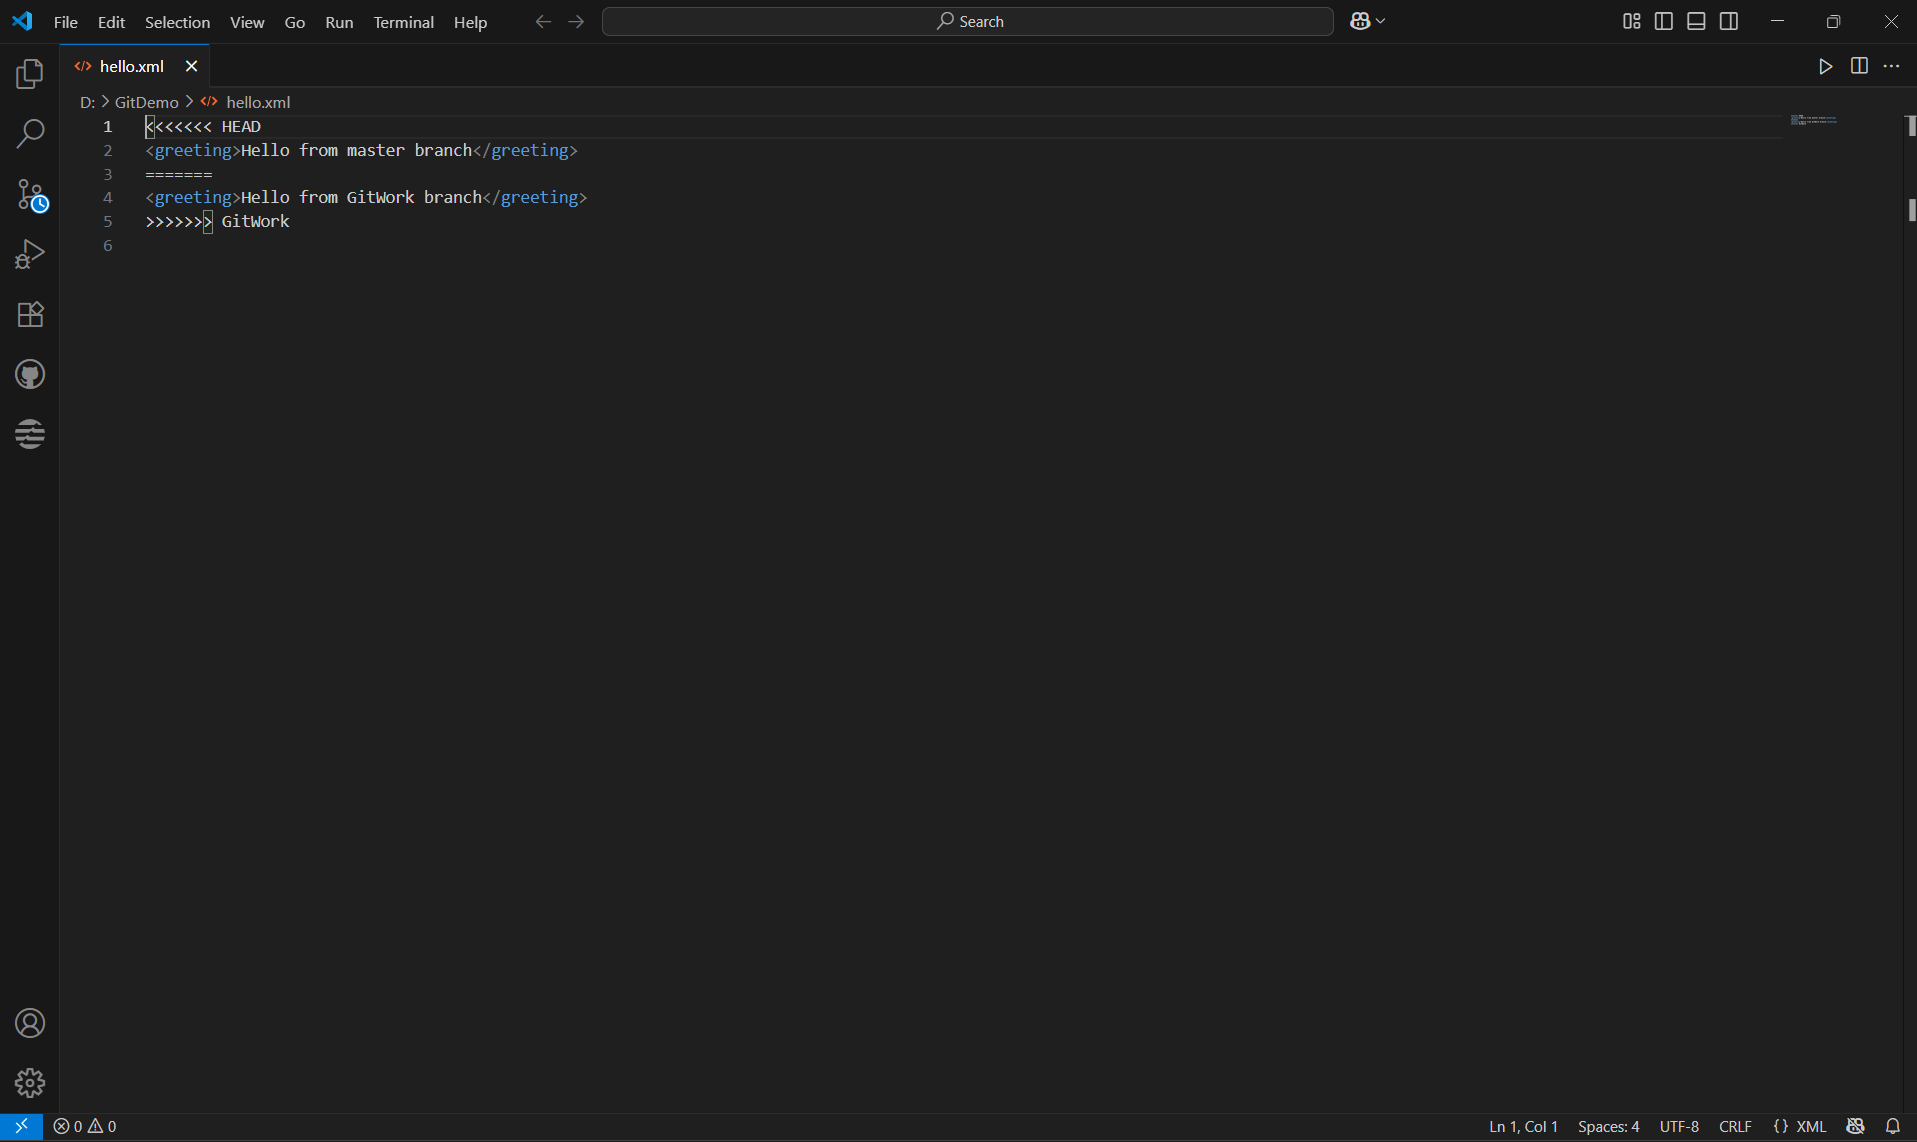 File Edit Selection View Go Run Terminal Help Search
hello.xml
D: > GitDemo > hello.xml
1 <<<<<<< HEAD
2 <greeting>Hello from master branch</greeting>
3 =======
4 <greeting>Hello from GitWork branch</greeting>
5 >>>>>>> GitWork
6
0 0 Ln 1, Col 1 Spaces: 4 UTF-8 CRLF {} XML